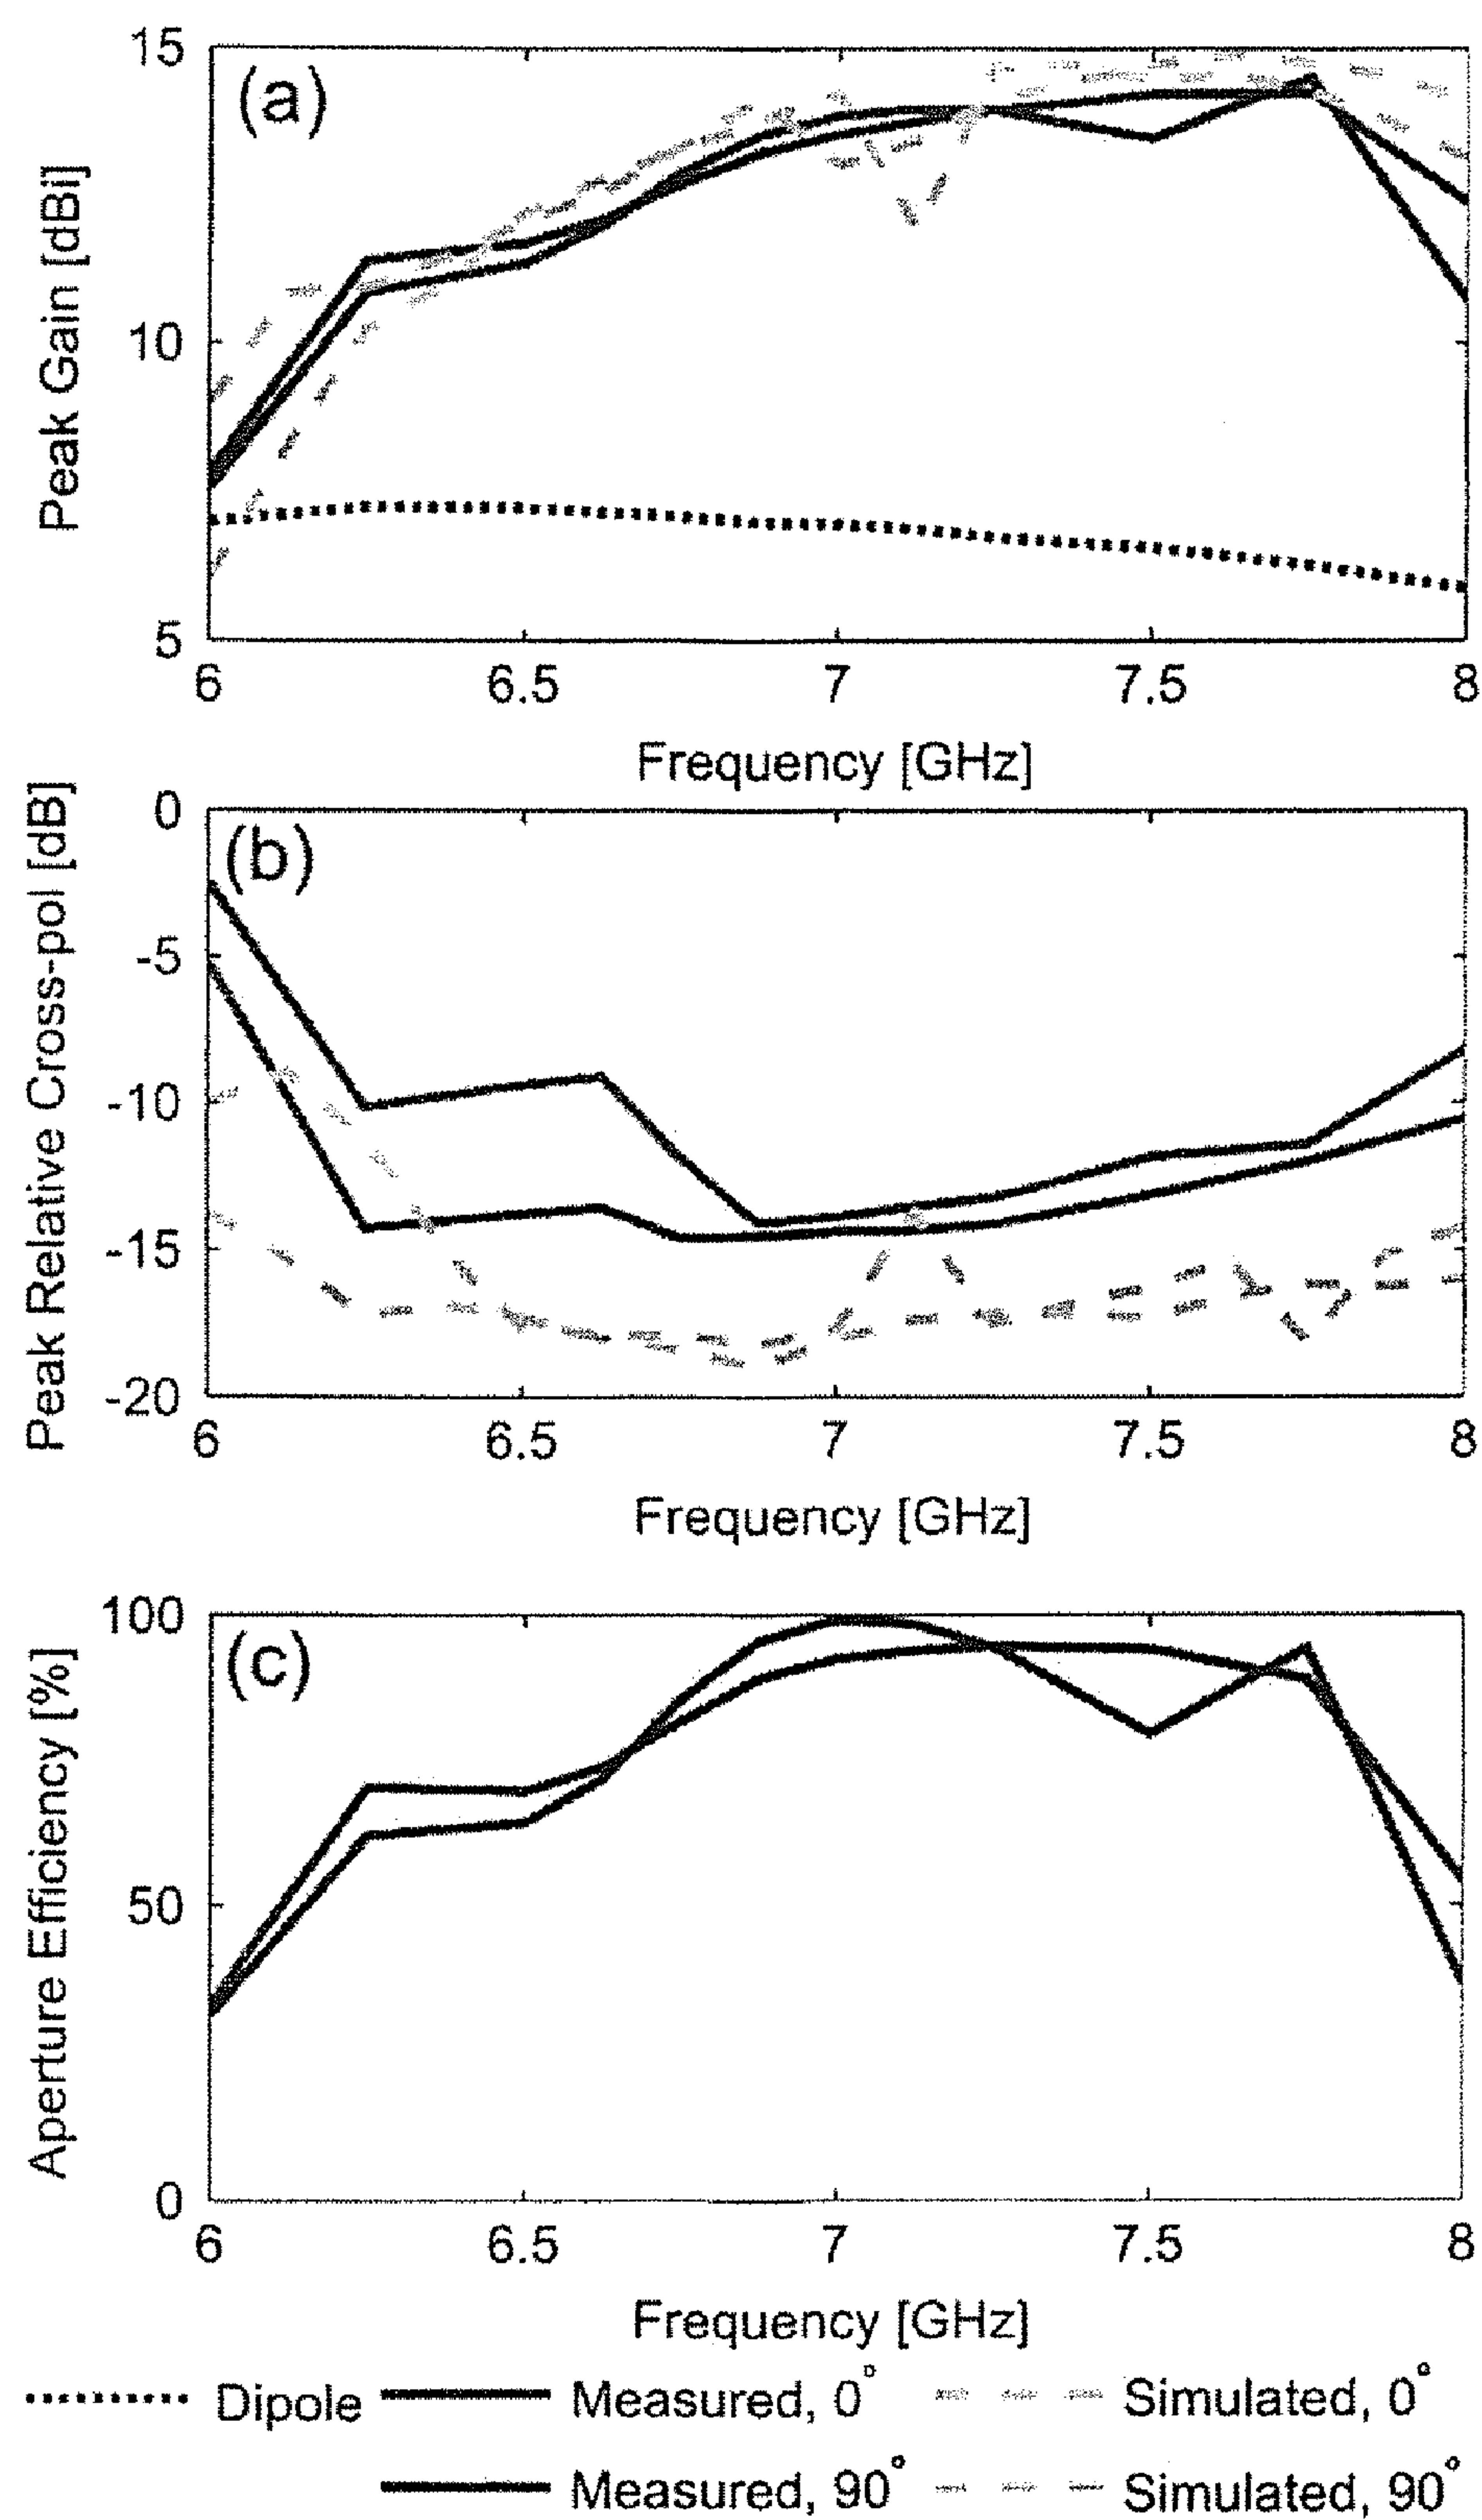 15
(a)
10
5
Peak Gain [dBi]
6 6.5 7 7.5 8
Frequency [GHz]
0
(b)
-5
-10
-15
-20
Peak Relative Cross-pol [dB]
6 6.5 7 7.5 8
Frequency [GHz]
100
(c)
50
0
Aperture Efficiency [%]
6 6.5 7 7.5 8
Frequency [GHz]
Dipole Measured, 0° Simulated, 0°
Measured, 90° Simulated, 90°